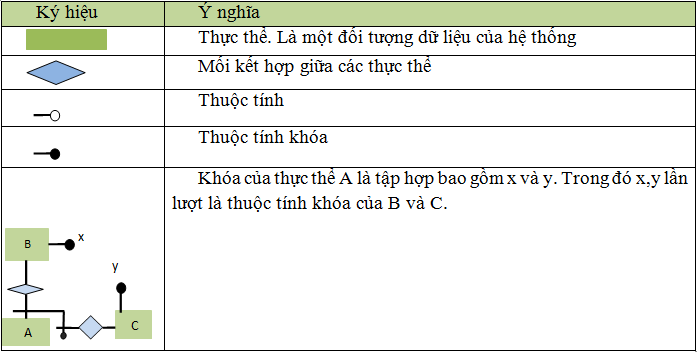 Ký hiệu Ý nghĩa
Thực thể. Là một đối tượng dữ liệu của hệ thống
Mối kết hợp giữa các thực thể
Thuộc tính
Thuộc tính khóa
Khóa của thực thể A là tập hợp bao gồm x và y. Trong đó x,y lần
lượt là thuộc tính khóa của B và C.
B x
y
A C